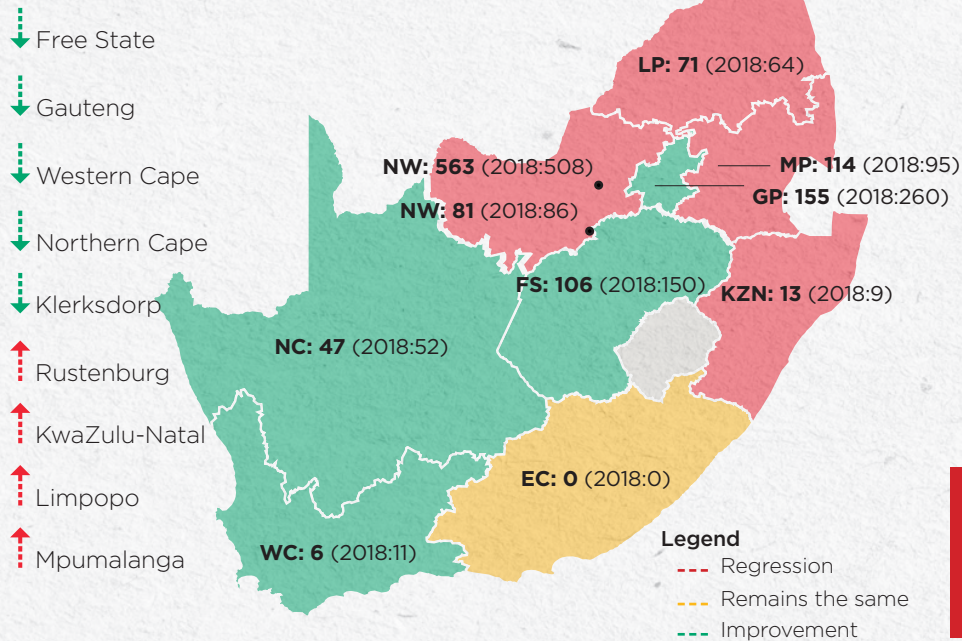 Free State
Gauteng
Western Cape
Northern Cape
Klerksdorp
Rustenburg
KwaZulu-Natal
Limpopo
Mpumalanga
LP: 71 (2018:64)
NW: 563 (2018:508)
MP: 114 (2018:95)
GP: 155 (2018:260)
NW: 81 (2018:86)
FS: 106 (2018:150)
KZN: 13 (2018:9)
NC: 47 (2018:52)
EC: 0 (2018:0)
WC: 6 (2018:11)
Legend
Regression
Remains the same
Improvement